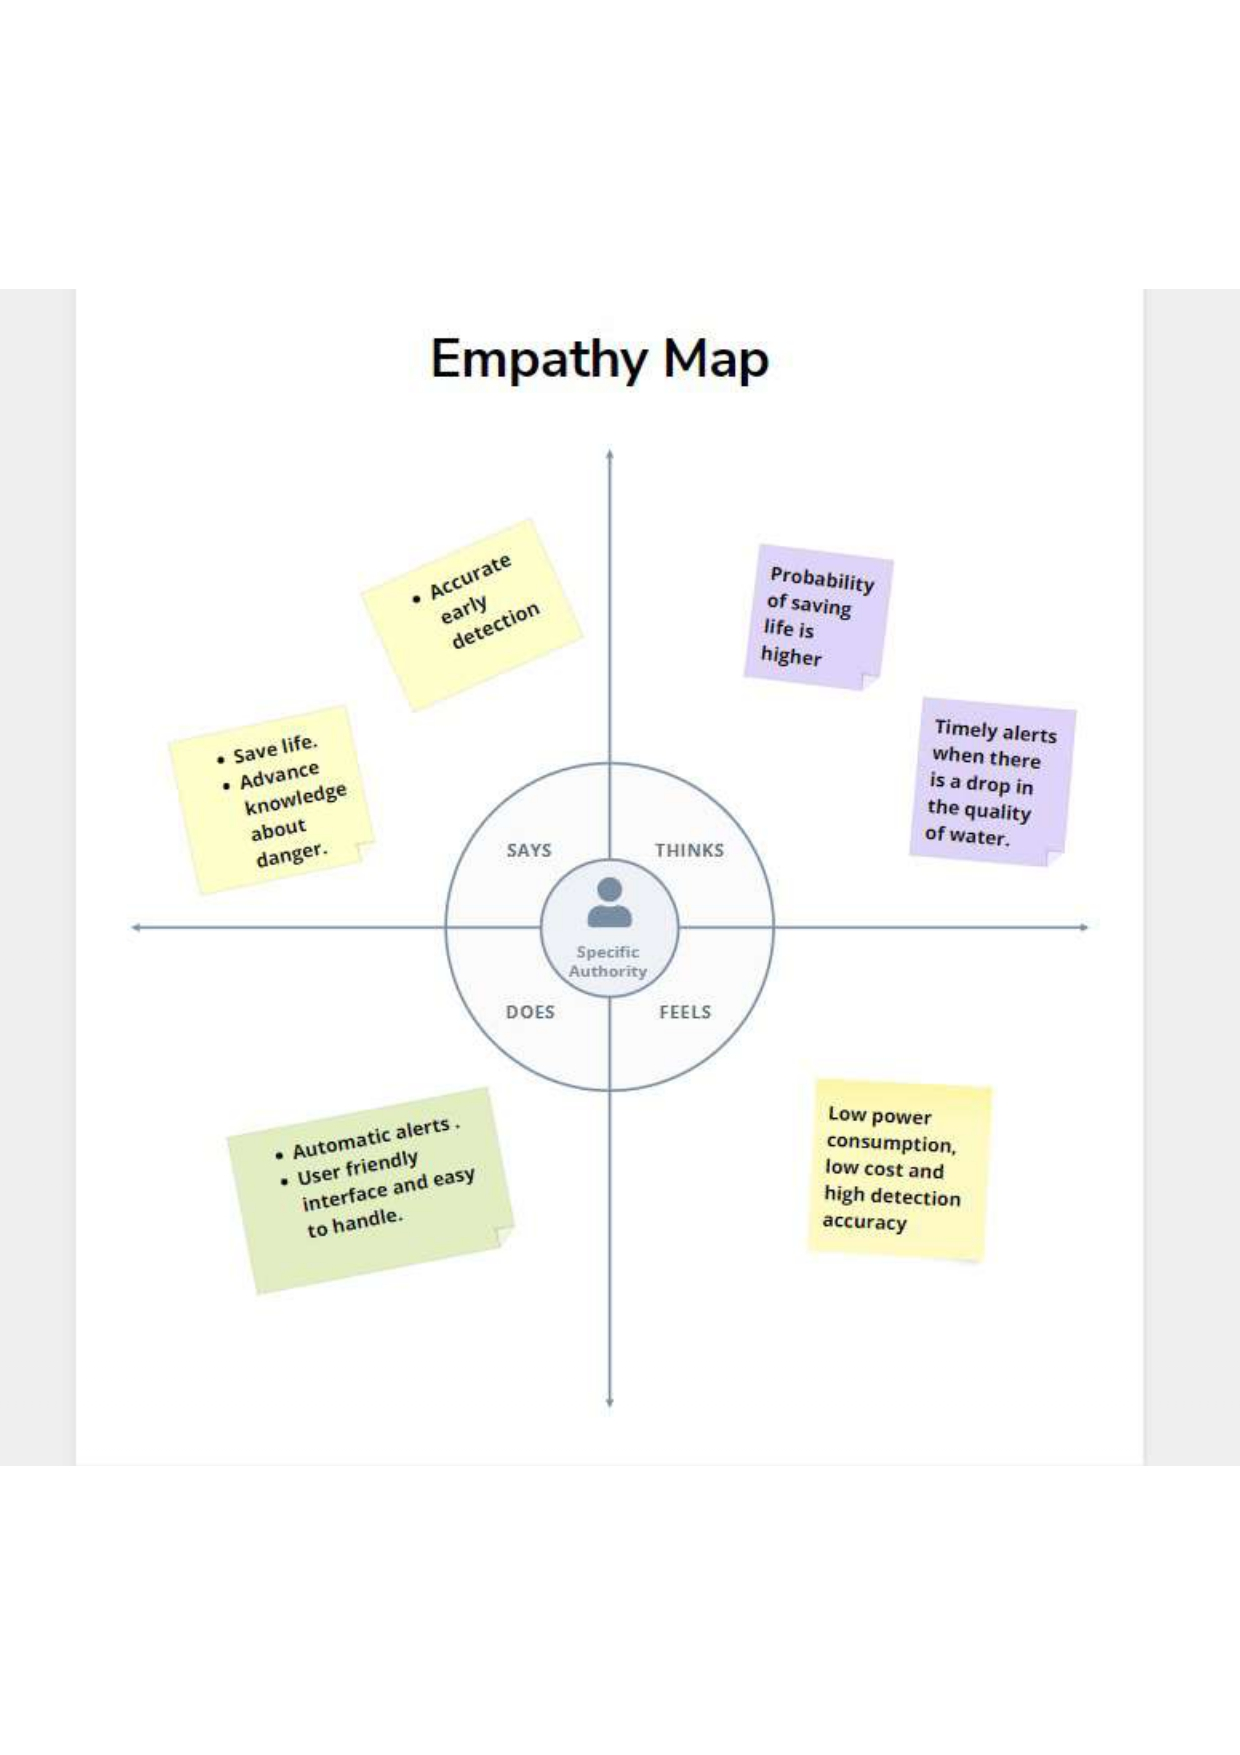 Empathy Map
• Accurate
early
detection
• Save life.
• Advance
knowledge
about
danger.
Probability
of saving
life is
higher
Timely alerts
when there
is a drop in
the quality
of water.
SAYS
THINKS
Specific
Authority
DOES
FEELS
• Automatic alerts .
• User friendly
interface and easy
to handle.
Low power
consumption,
low cost and
high detection
accuracy